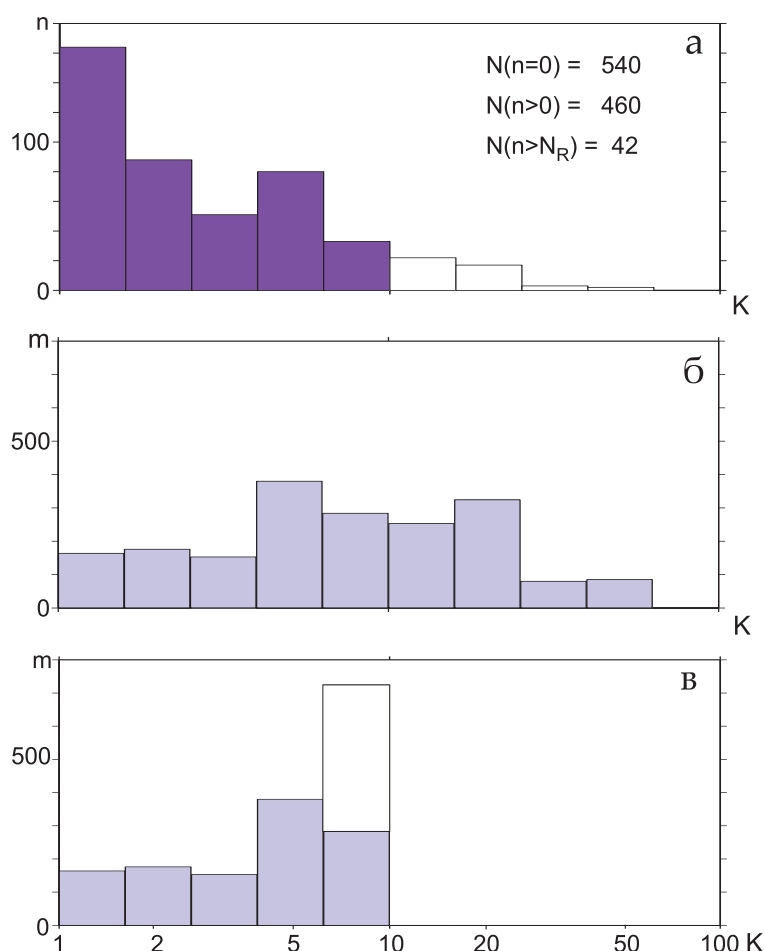 n
а
N(n=0) = 540
N(n>0) = 460
N(n>N_R) = 42
100
0
K
m
б
500
0
K
m
в
500
0
1 2 5 10 20 50 100 K